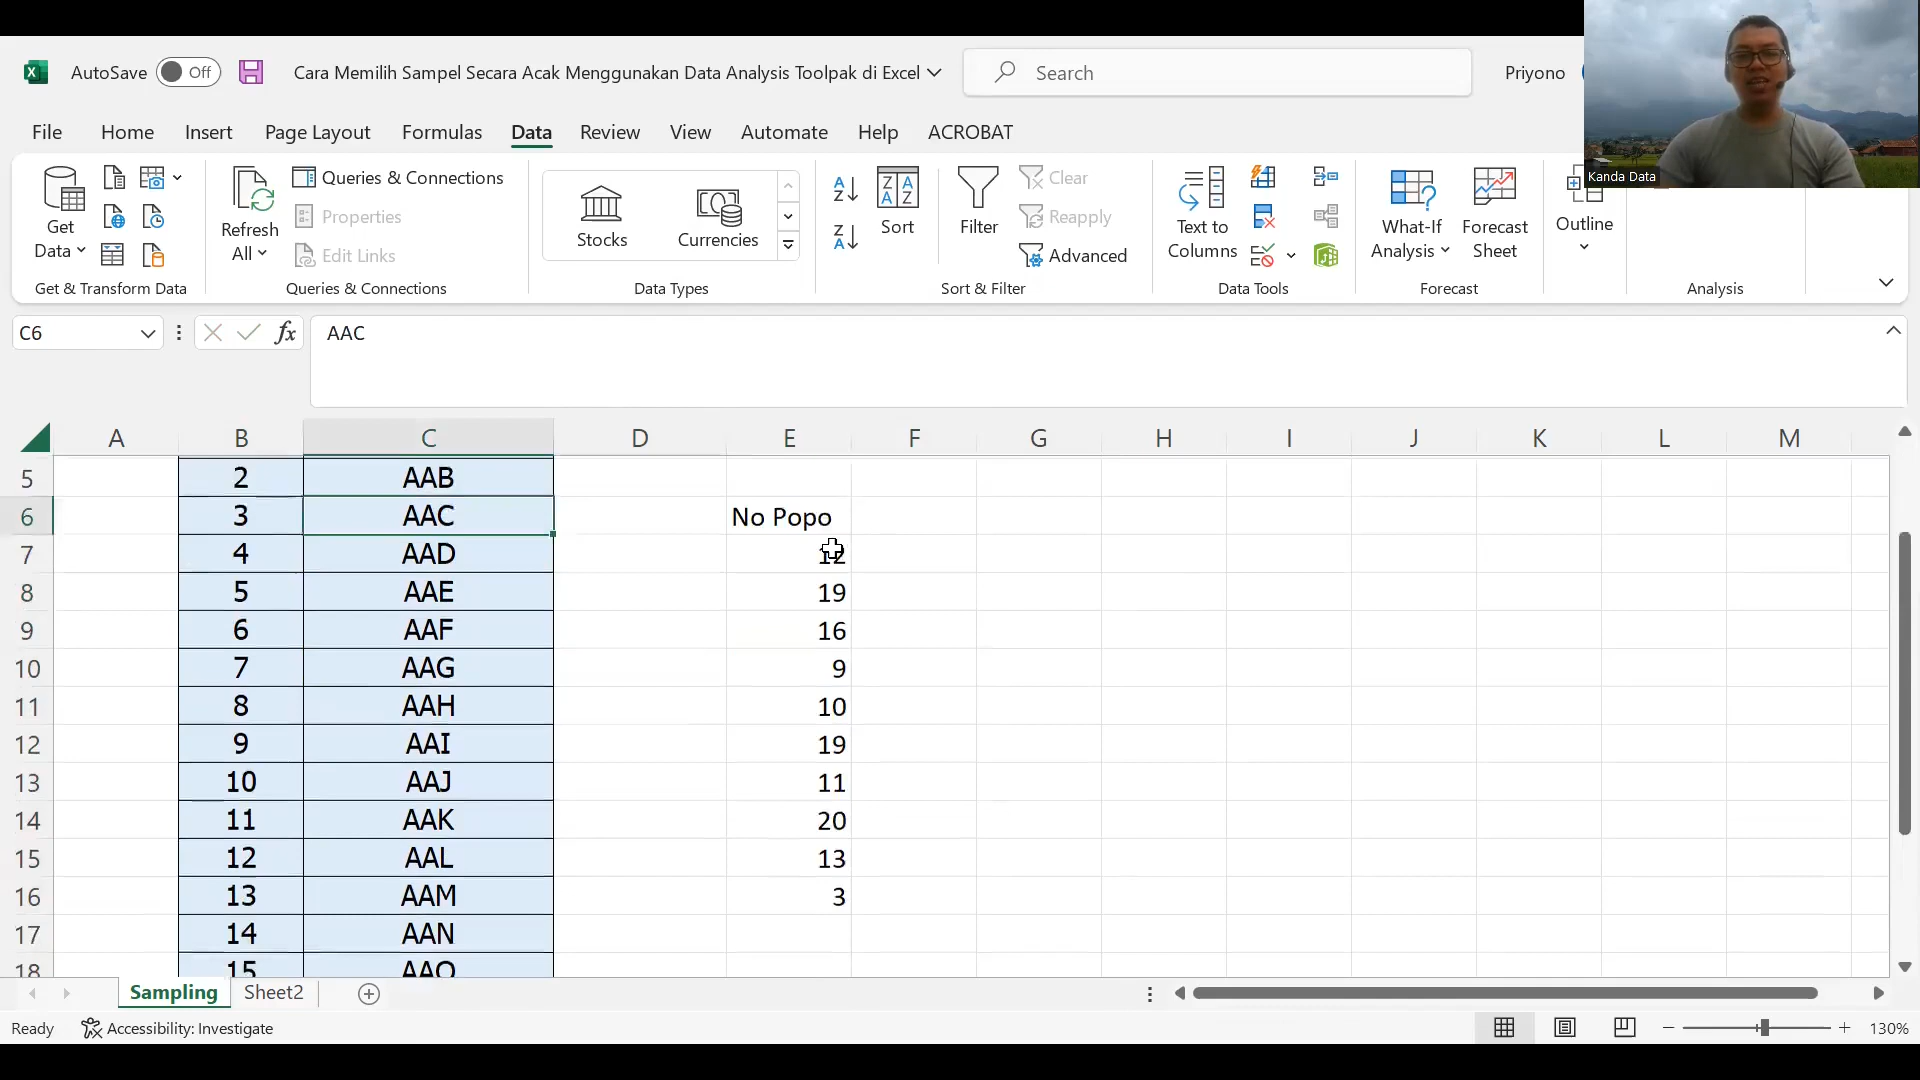 AutoSave Off Cara Memilih Sampel Secara Acak Menggunakan Data Analysis Toolpak di Excel Search Priyono
Kanda Data
File Home Insert Page Layout Formulas Data Review View Automate Help ACROBAT
Get Data
Refresh All
Queries & Connections
Properties
Edit Links
Stocks Currencies
Sort
Filter
Clear
Reapply
Advanced
Text to Columns
What-If Analysis
Forecast Sheet
Outline
Get & Transform Data Queries & Connections Data Types Sort & Filter Data Tools Forecast Analysis
C6 fx AAC
A B C D E F G H I J K L M
5 2 AAB
6 3 AAC No Popo
7 4 AAD 12
8 5 AAE 19
9 6 AAF 16
10 7 AAG 9
11 8 AAH 10
12 9 AAI 19
13 10 AAJ 11
14 11 AAK 20
15 12 AAL 13
16 13 AAM 3
17 14 AAN
18 15 AAO
Sampling Sheet2
Ready Accessibility: Investigate 130%